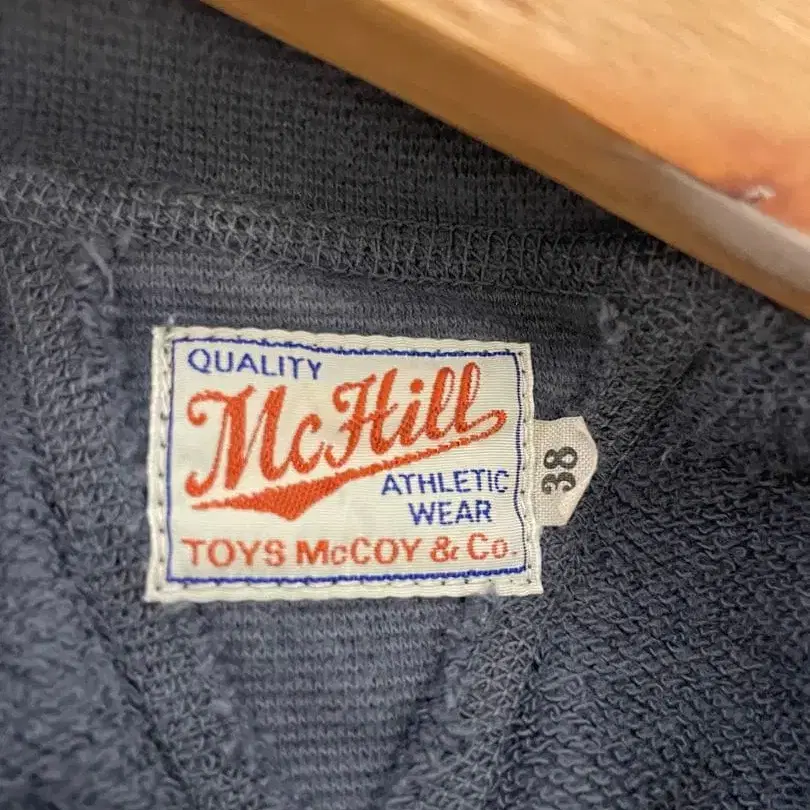 QUALITY
McHill
ATHLETIC
WEAR
TOYS McCOY & Co.
38